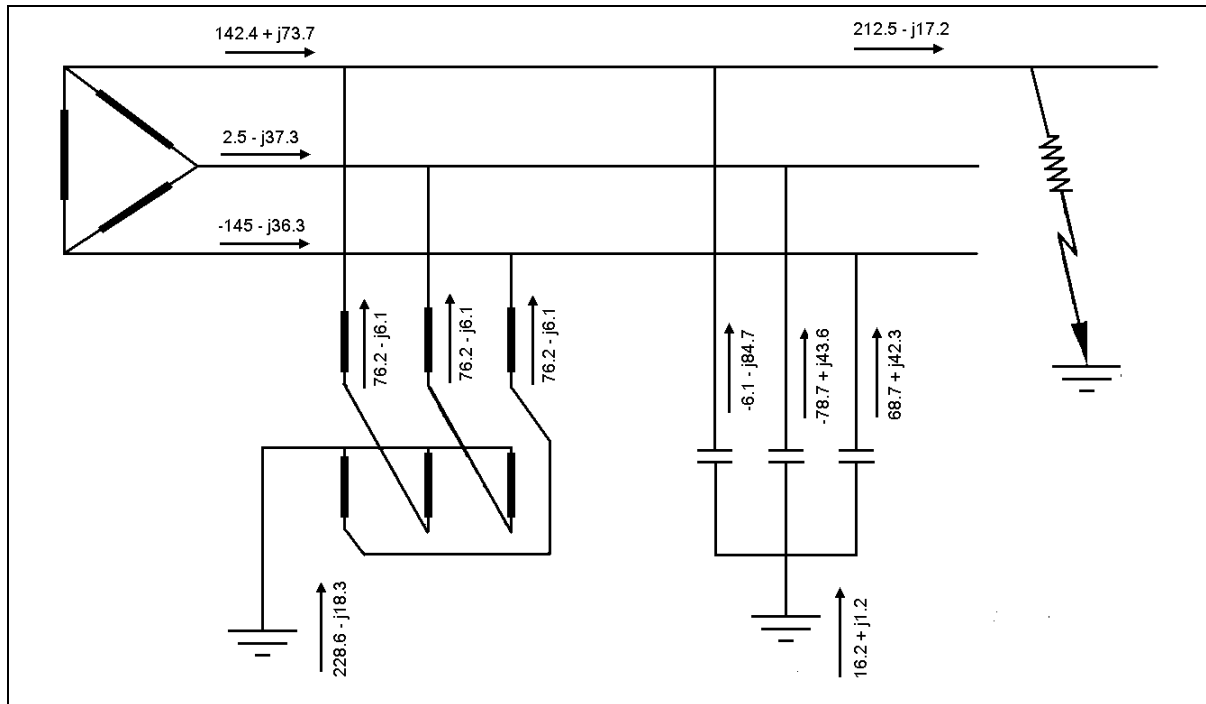 142.4 + j73.7
212.5 - j17.2
2.5 - j37.3
-145 - j36.3
76.2 - j6.1
76.2 - j6.1
76.2 - j6.1
-6.1 - j84.7
-78.7 + j43.6
68.7 + j42.3
228.6 - j18.3
16.2 + j1.2